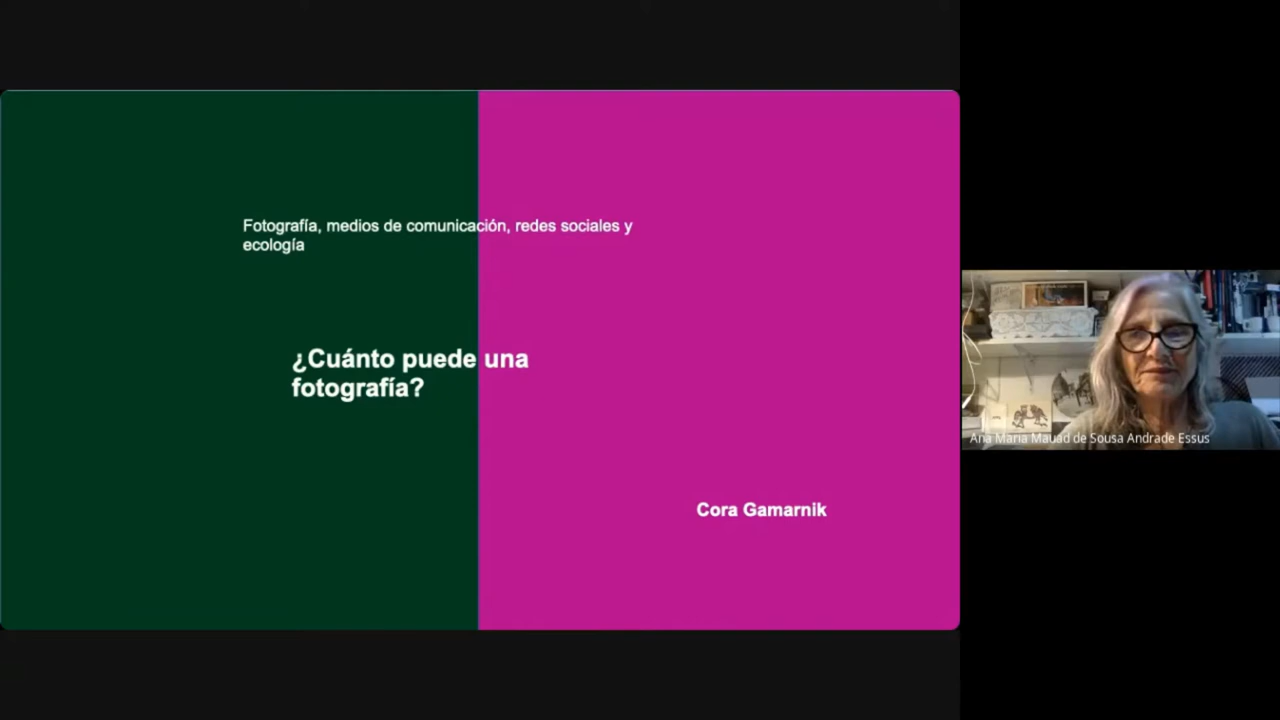 Fotografía, medios de comunicación, redes sociales y
ecología
¿Cuánto puede una
fotografía?
Cora Gamarnik
Ana Maria Mauad de Sousa Andrade Essus